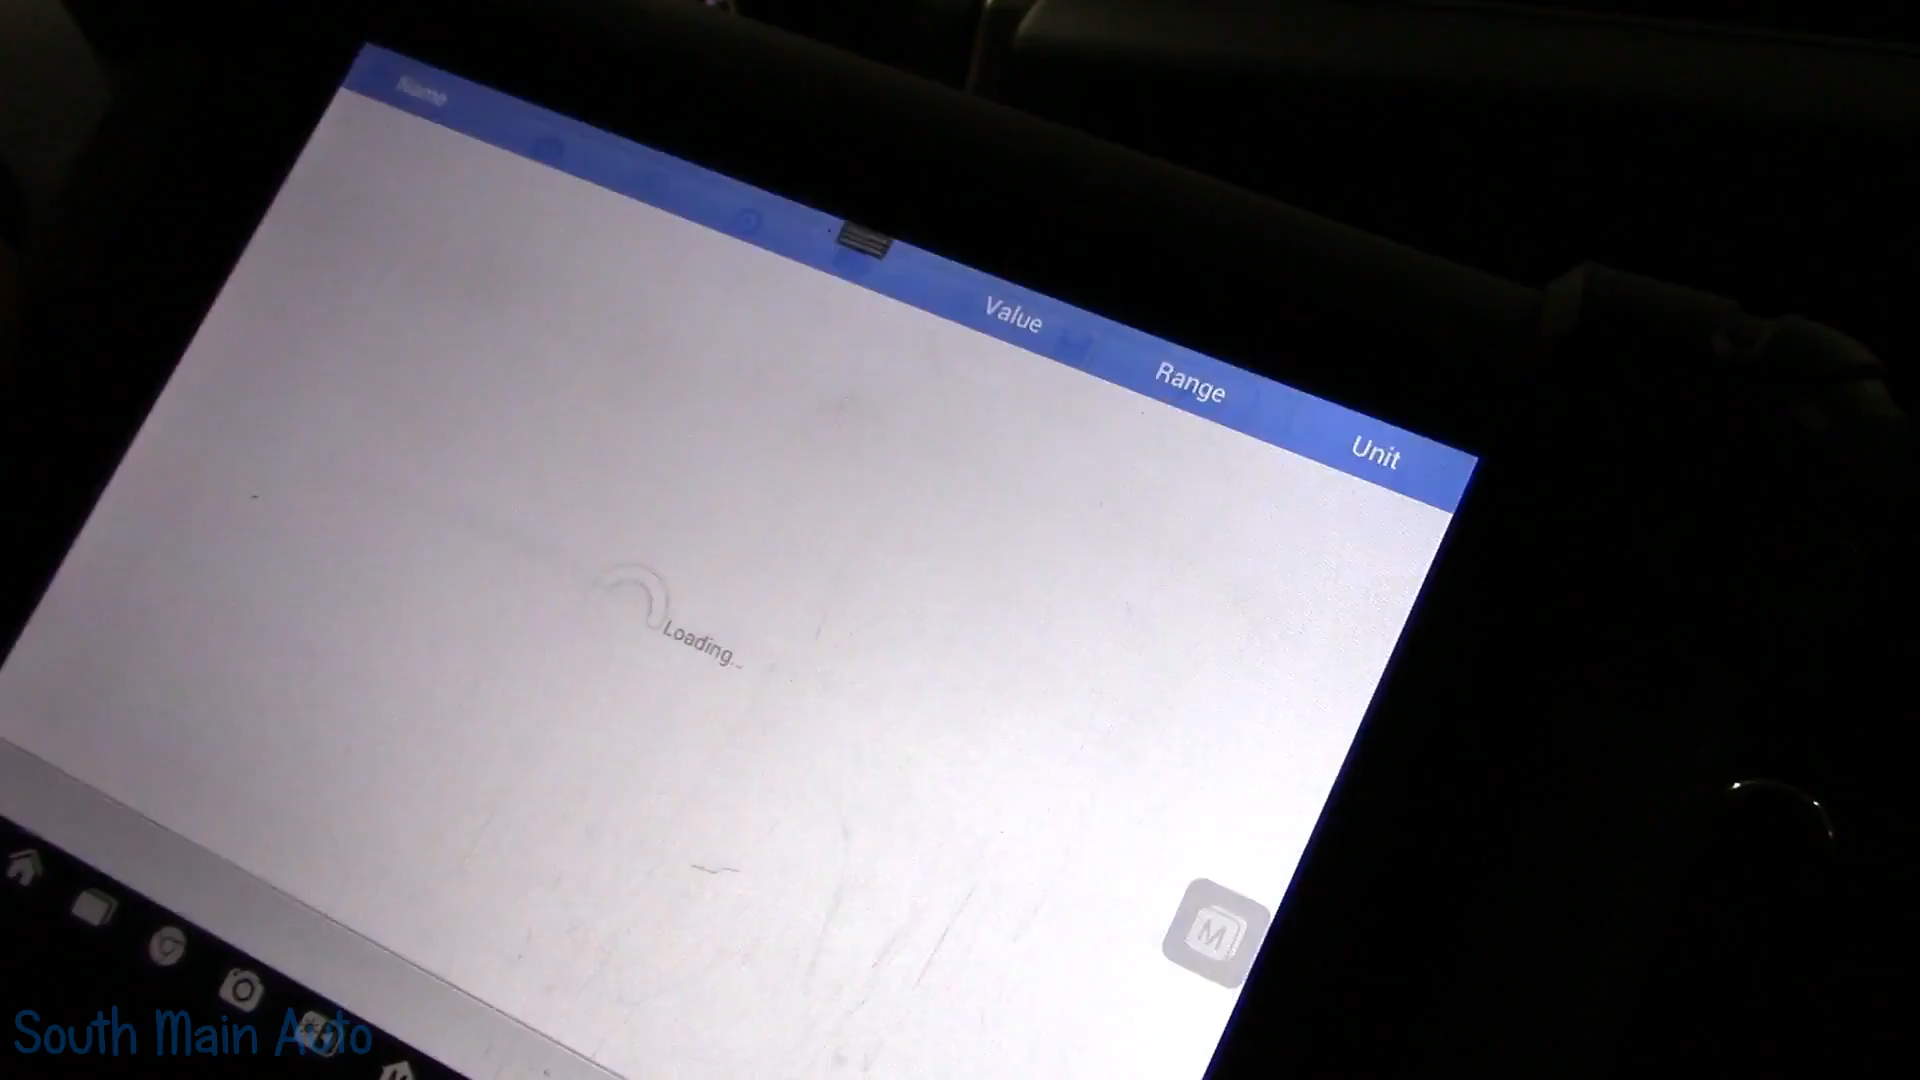 Name
Value
Range
Unit
Loading...
M
South Main Auto